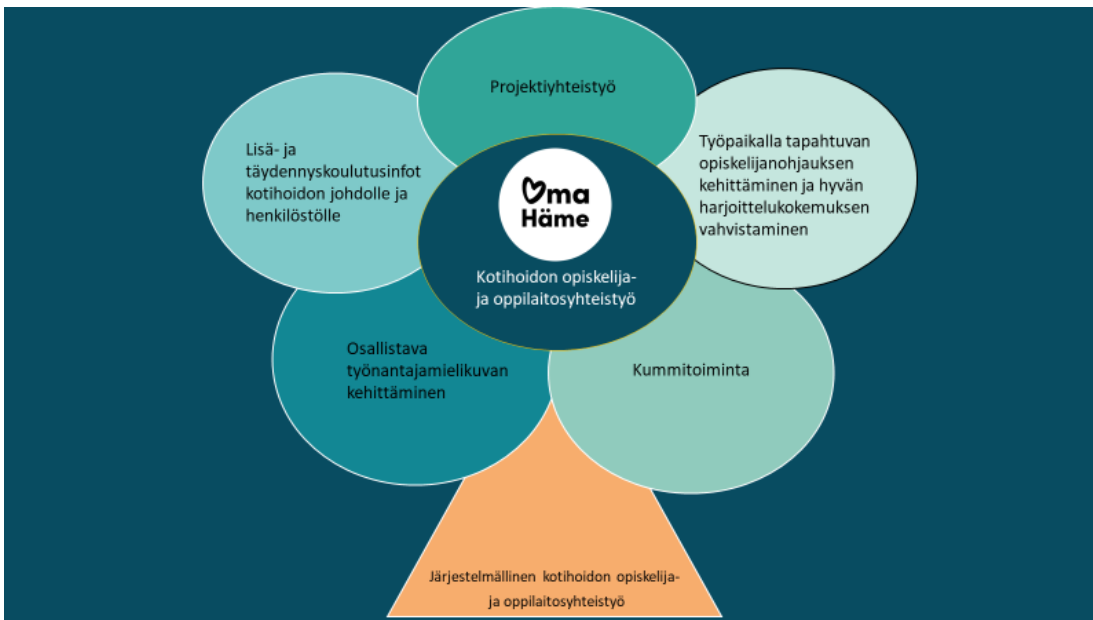 Projektiyhteistyö
Lisä- ja
täydennyskoulutusinfot
kotihoidon johdolle ja
henkilöstölle
Työpaikalla tapahtuvan
opiskelijanohjauksen
kehittäminen ja hyvän
harjoittelukokemuksen
vahvistaminen
Oma
Häme
Kotihoidon opiskelija-
ja oppilaitosyhteistyö
Osallistava
työnantajamielikuvan
kehittäminen
Kummitoiminta
Järjestelmällinen kotihoidon opiskelija-
ja oppilaitosyhteistyö